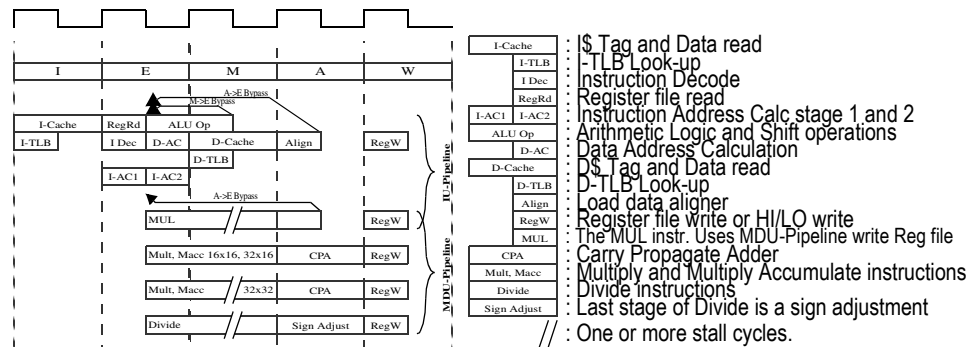 I E M A W
A->E Bypass
M->E Bypass
I-Cache RegRd ALU Op
I-TLB I Dec D-AC D-Cache Align RegW
D-TLB
I-AC1 I-AC2
A->E Bypass
MUL RegW
Mult, Macc 16x16, 32x16 CPA RegW
Mult, Macc 32x32 CPA RegW
Divide Sign Adjust RegW
IU-Pipeline
MDU-Pipeline
I-Cache : I$ Tag and Data read
I-TLB : I-TLB Look-up
I Dec : Instruction Decode
RegRd : Register file read
I-AC1 I-AC2 : Instruction Address Calc stage 1 and 2
ALU Op : Arithmetic Logic and Shift operations
D-AC : Data Address Calculation
D-Cache : D$ Tag and Data read
D-TLB : D-TLB Look-up
Align : Load data aligner
RegW : Register file write or HI/LO write
MUL : The MUL instr. Uses MDU-Pipeline write Reg file
CPA : Carry Propagate Adder
Mult, Macc : Multiply and Multiply Accumulate instructions
Divide : Divide instructions
Sign Adjust : Last stage of Divide is a sign adjustment
// : One or more stall cycles.